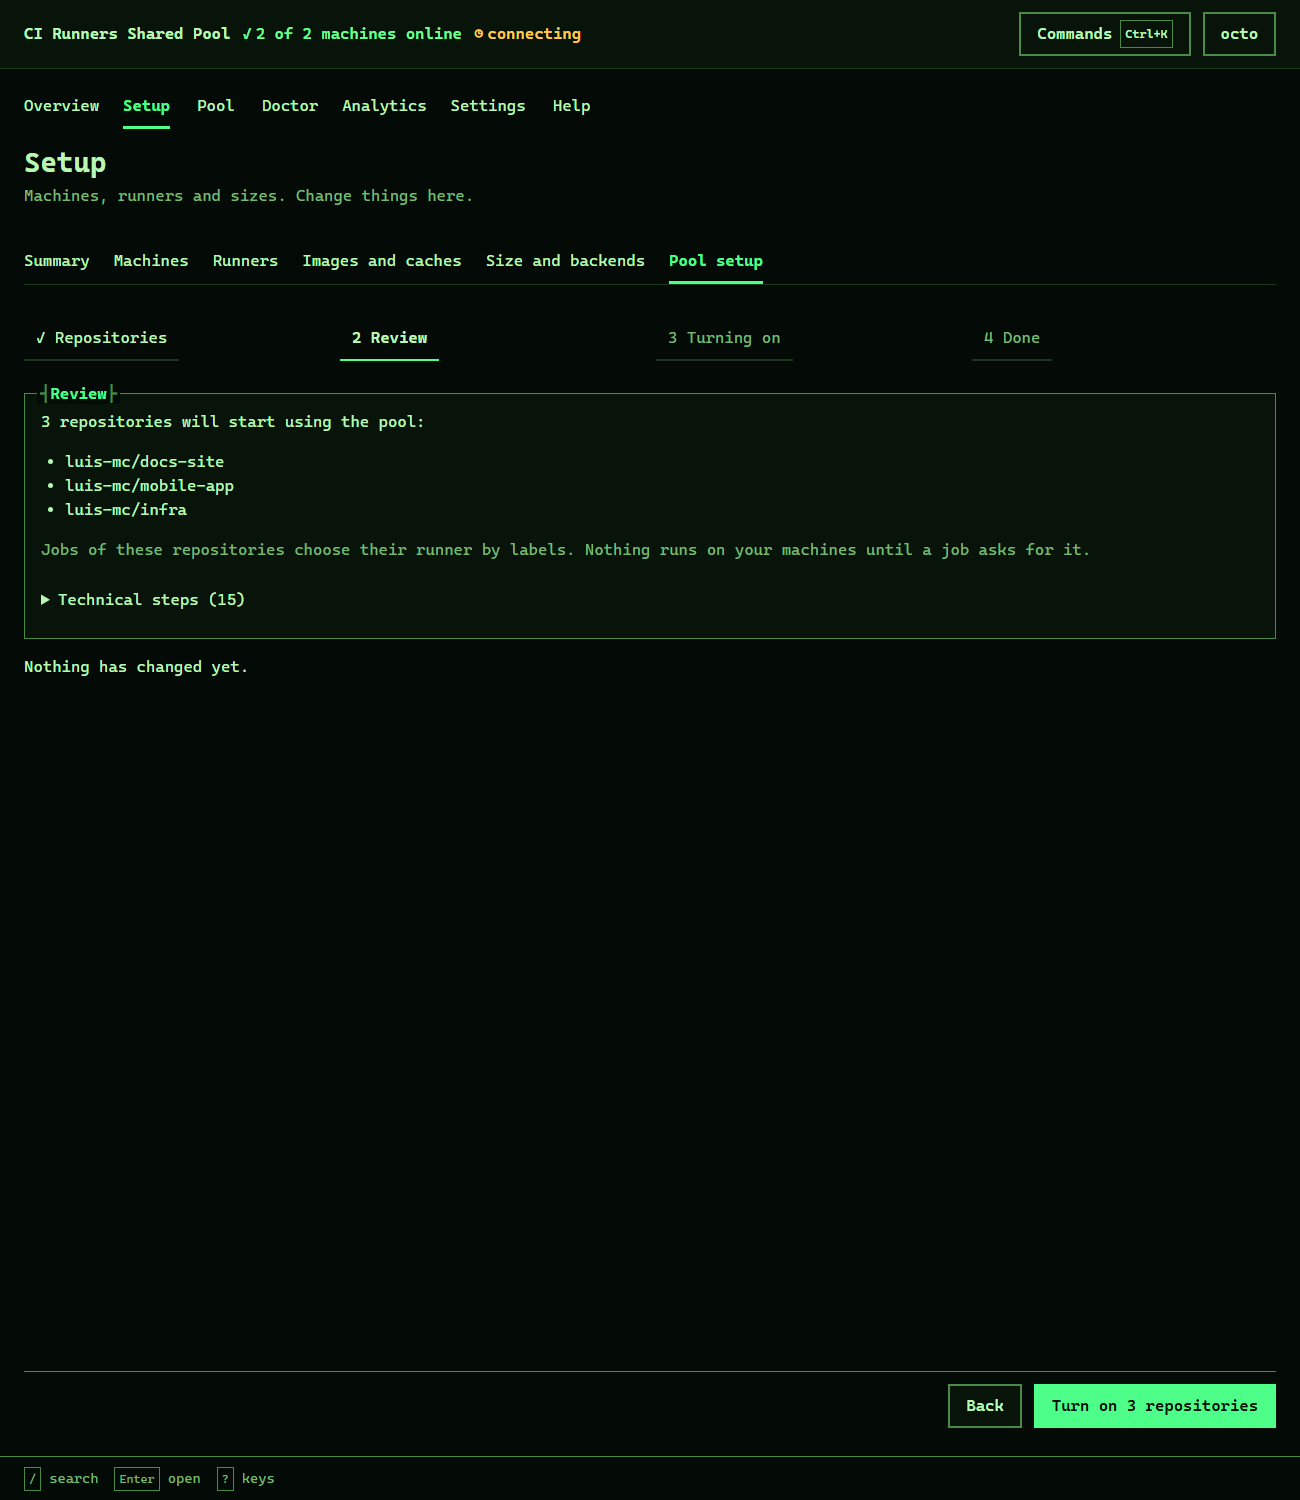 CI Runners Shared Pool ✓ 2 of 2 machines online connecting Commands Ctrl+K octo
Overview Setup Pool Doctor Analytics Settings Help
Setup
Machines, runners and sizes. Change things here.
Summary Machines Runners Images and caches Size and backends Pool setup
✓ Repositories 2 Review 3 Turning on 4 Done
Review
3 repositories will start using the pool:
• luis-mc/docs-site
• luis-mc/mobile-app
• luis-mc/infra
Jobs of these repositories choose their runner by labels. Nothing runs on your machines until a job asks for it.
▶ Technical steps (15)
Nothing has changed yet.
Back Turn on 3 repositories
/ search Enter open ? keys